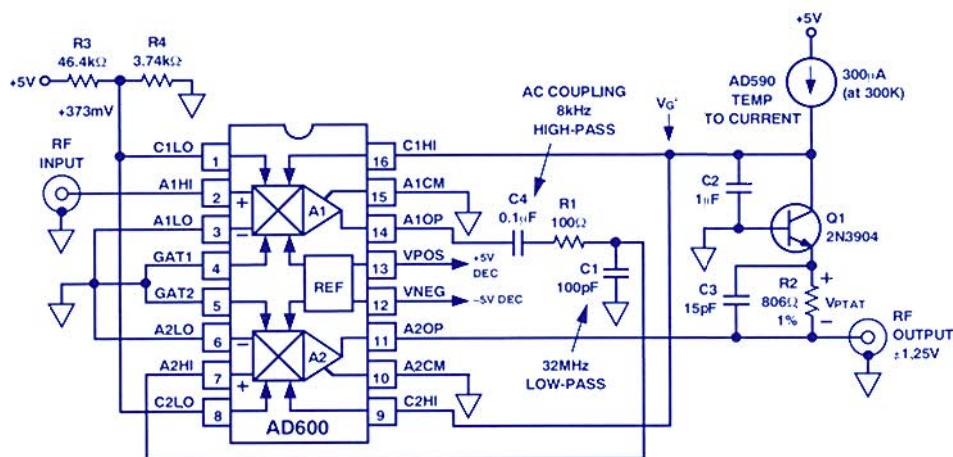 +5V
R3
46.4kΩ
R4
3.74kΩ
+5V
+373mV
RF
INPUT
AC COUPLING
8kHz
HIGH-PASS
VG'
AD590
TEMP
TO CURRENT
300µA
(at 300K)
C1LO
1
16
C1HI
A1HI
2
+
A1
15
A1CM
A1LO
3
–
14
A1OP
C4
0.1µF
R1
100Ω
C2
1µF
Q1
2N3904
GAT1
4
REF
13
VPOS
+5V
DEC
C1
100pF
GAT2
5
12
VNEG
–5V DEC
C3
15pF
R2
806Ω
1%
+
VPTAT
–
A2LO
6
–
A2
11
A2OP
RF
OUTPUT
±1,25V
A2HI
7
+
10
A2CM
32MHz
LOW-PASS
C2LO
8
9
C2HI
AD600